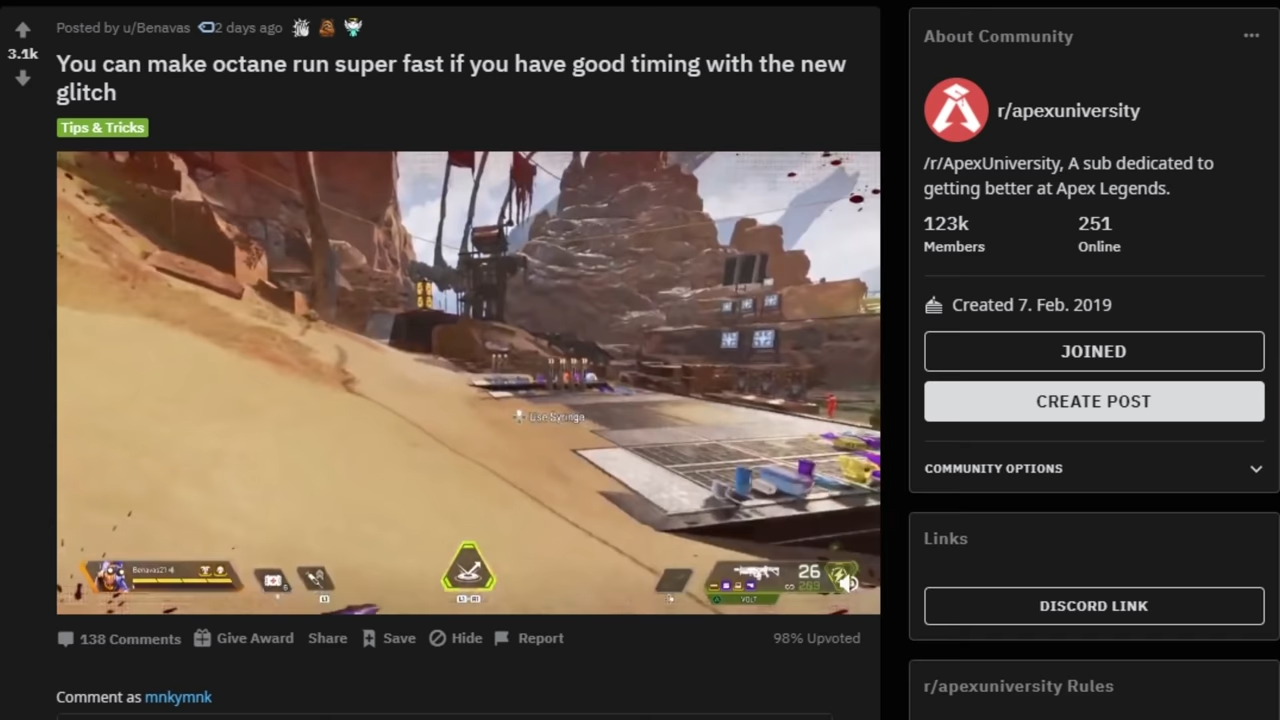 Posted by u/Benavas 2 days ago
3.1k
You can make octane run super fast if you have good timing with the new
glitch
Tips & Tricks
Use Syringe
26
VOLT
138 Comments Give Award Share Save Hide Report 98% Upvoted
Comment as mnkymnk
About Community
r/apexuniversity
/r/ApexUniversity, A sub dedicated to
getting better at Apex Legends.
123k 251
Members Online
Created 7. Feb. 2019
JOINED
CREATE POST
COMMUNITY OPTIONS
Links
DISCORD LINK
r/apexuniversity Rules